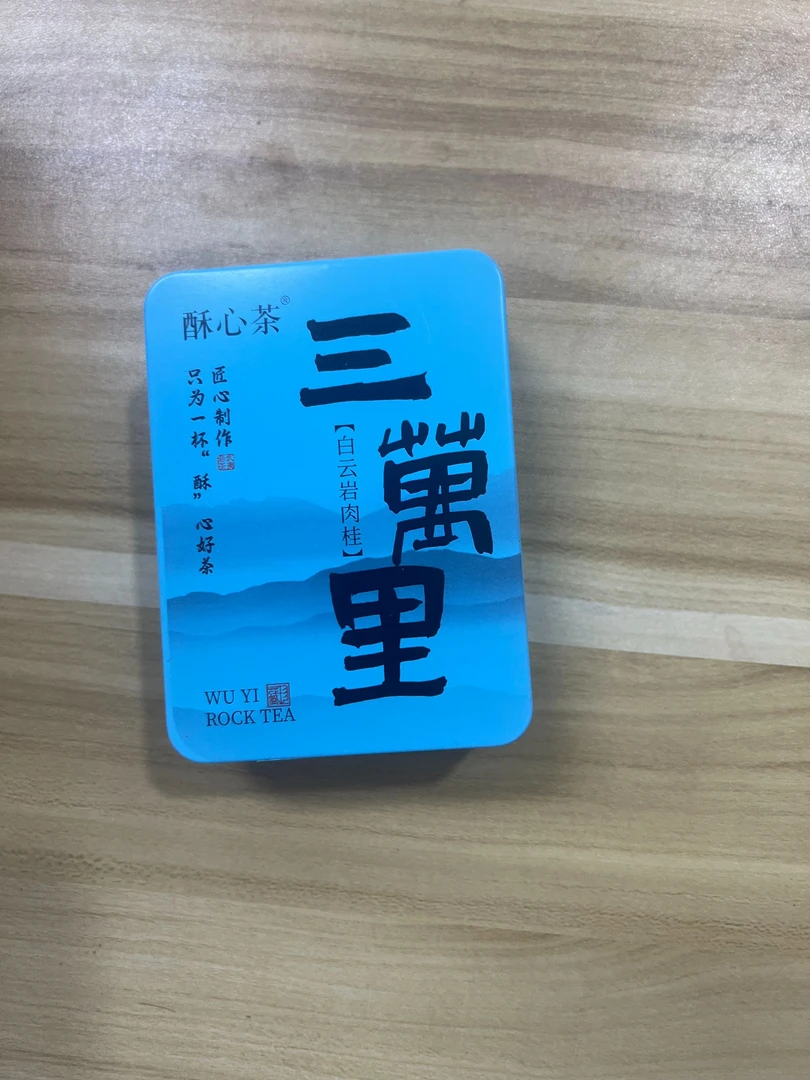 酥心茶®
三萬里
【白云岩肉桂】
匠心制作
只为一杯“酥”心好茶
WU YI
ROCK TEA